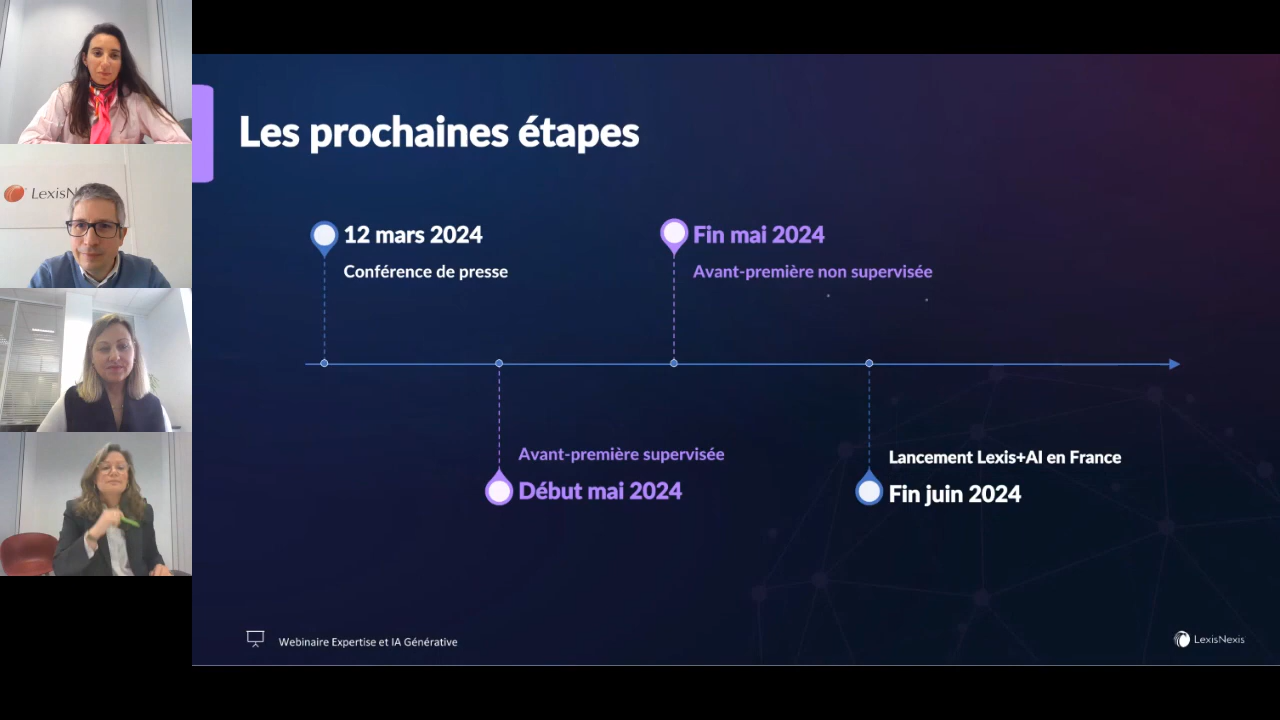 LexisN
Les prochaines étapes
12 mars 2024
Conférence de presse
Fin mai 2024
Avant-première non supervisée
Avant-première supervisée
Début mai 2024
Lancement Lexis+AI en France
Fin juin 2024
Webinaire Expertise et IA Générative
LexisNexis